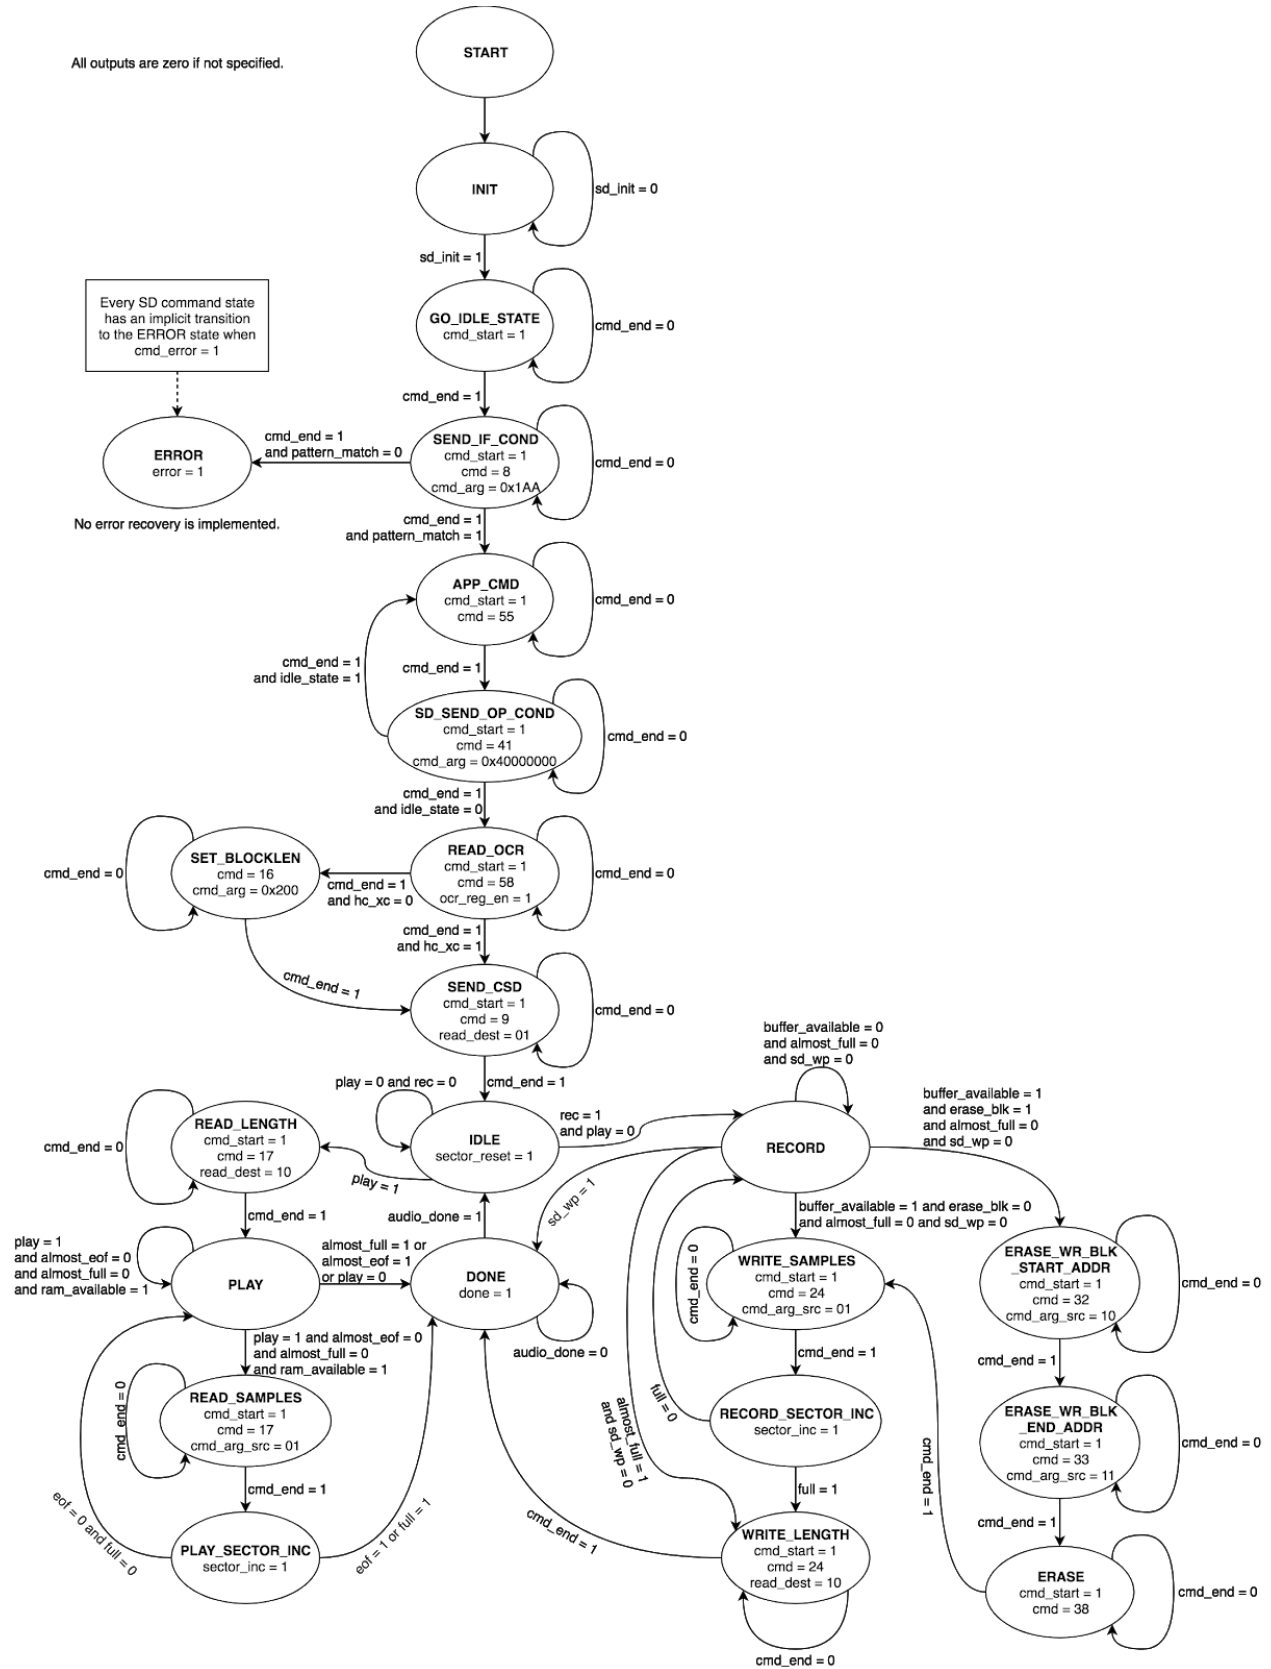 START
All outputs are zero if not specified.
INIT
sd_init = 0
sd_init = 1
Every SD command state
has an implicit transition
to the ERROR state when
cmd_error = 1
GO_IDLE_STATE
cmd_start = 1
cmd_end = 0
cmd_end = 1
ERROR
error = 1
cmd_end = 1
and pattern_match = 0
SEND_IF_COND
cmd_start = 1
cmd = 8
cmd_arg = 0x1AA
cmd_end = 0
No error recovery is implemented.
cmd_end = 1
and pattern_match = 1
APP_CMD
cmd_start = 1
cmd = 55
cmd_end = 0
cmd_end = 1
and idle_state = 1
cmd_end = 1
SD_SEND_OP_COND
cmd_start = 1
cmd = 41
cmd_arg = 0x40000000
cmd_end = 0
cmd_end = 1
and idle_state = 0
cmd_end = 0
SET_BLOCKLEN
cmd = 16
cmd_arg = 0x200
cmd_end = 1
and hc_xc = 0
READ_OCR
cmd_start = 1
cmd = 58
ocr_reg_en = 1
cmd_end = 0
cmd_end = 1
and hc_xc = 1
cmd_end = 1
SEND_CSD
cmd_start = 1
cmd = 9
read_dest = 01
cmd_end = 0
cmd_end = 1
buffer_available = 0
and almost_full = 0
and sd_wp = 0
play = 0 and rec = 0
cmd_end = 0
READ_LENGTH
cmd_start = 1
cmd = 17
read_dest = 10
play = 1
IDLE
sector_reset = 1
rec = 1
and play = 0
RECORD
buffer_available = 1
and erase_blk = 1
and almost_full = 0
and sd_wp = 0
cmd_end = 1
audio_done = 1
sd_wp = 1
buffer_available = 1 and erase_blk = 0
and almost_full = 0 and sd_wp = 0
play = 1
and almost_eof = 0
and almost_full = 0
and ram_available = 1
PLAY
almost_full = 1 or
almost_eof = 1
or play = 0
DONE
done = 1
audio_done = 0
cmd_end = 0
WRITE_SAMPLES
cmd_start = 1
cmd = 24
cmd_arg_src = 01
ERASE_WR_BLK
_START_ADDR
cmd_start = 1
cmd = 32
cmd_arg_src = 10
cmd_end = 0
play = 1 and almost_eof = 0
and almost_full = 0
and ram_available = 1
cmd_end = 1
cmd_end = 1
cmd_end = 0
READ_SAMPLES
cmd_start = 1
cmd = 17
cmd_arg_src = 01
almost_full = 1
and sd_wp = 0
full = 0
RECORD_SECTOR_INC
sector_inc = 1
cmd_end = 1
ERASE_WR_BLK
_END_ADDR
cmd_start = 1
cmd = 33
cmd_arg_src = 11
cmd_end = 0
cmd_end = 1
full = 1
cmd_end = 1
eof = 0 and full = 0
PLAY_SECTOR_INC
sector_inc = 1
eof = 1 or full = 1
cmd_end = 1
WRITE_LENGTH
cmd_start = 1
cmd = 24
read_dest = 10
cmd_end = 0
ERASE
cmd_start = 1
cmd = 38
cmd_end = 0